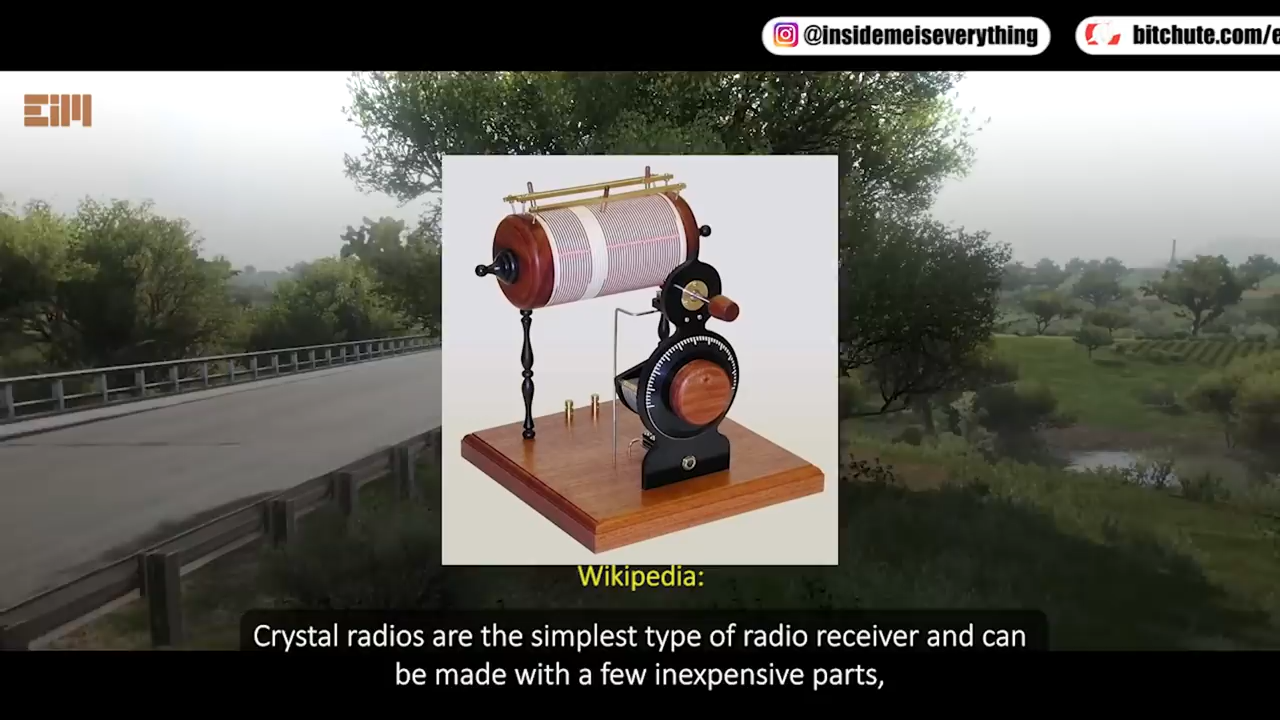 @insidemeiseverything
bitchute.com/e
EIM
Wikipedia:
Crystal radios are the simplest type of radio receiver and can
be made with a few inexpensive parts,